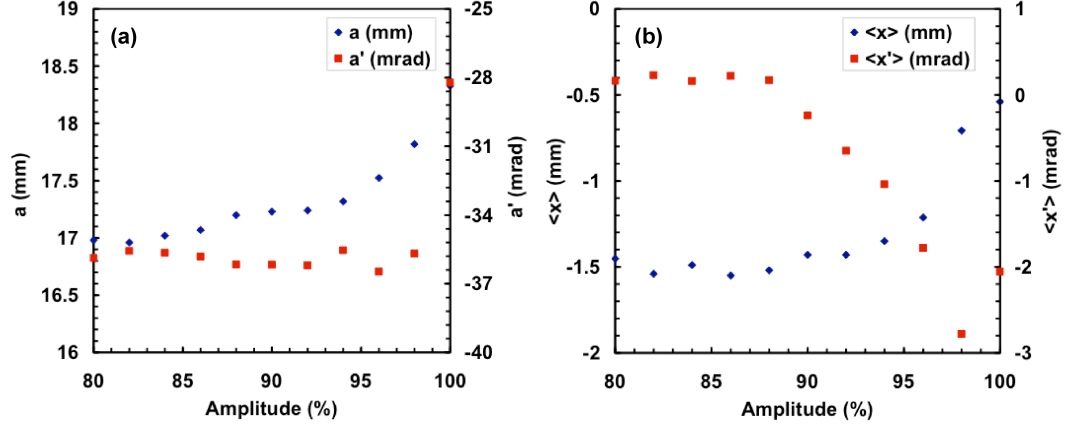 (a)
a (mm)
a' (mrad)
19
18.5
18
17.5
17
16.5
16
a (mm)
-25
-28
-31
-34
-37
-40
a' (mrad)
80
85
90
95
100
Amplitude (%)
(b)
<x> (mm)
<x'> (mrad)
0
-0.5
-1
-1.5
-2
<x> (mm)
1
0
-1
-2
-3
<x'> (mrad)
80
85
90
95
100
Amplitude (%)